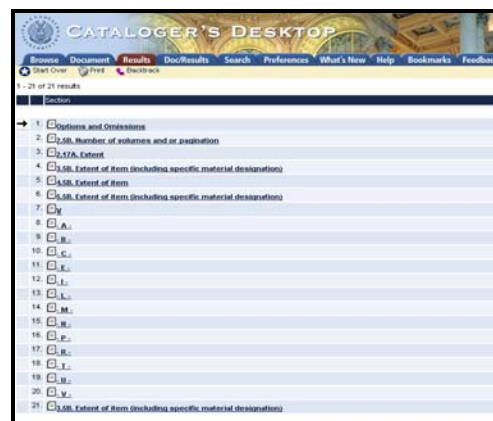 CATALOGER'S DESKTOP
Browse Document Results Doc/Results Search Preferences What's New Help Bookmarks Feedbac
Start Over Print Backtrack
1 - 21 of 21 results
Section
1. Options and Omissions
2. 2.5B. Number of volumes and or pagination
3. 2.17A. Extent
4. 3.5B. Extent of item (including specific material designation)
5. 4.5B. Extent of item
6. 5.5B. Extent of item (including specific material designation)
7. V
8. - A -
9. - B -
10. - C -
11. - E -
12. - I -
13. - L -
14. - M -
15. - N -
16. - P -
17. - R -
18. - T -
19. - U -
20. - V -
21. 3.5B. Extent of item (including specific material designation)